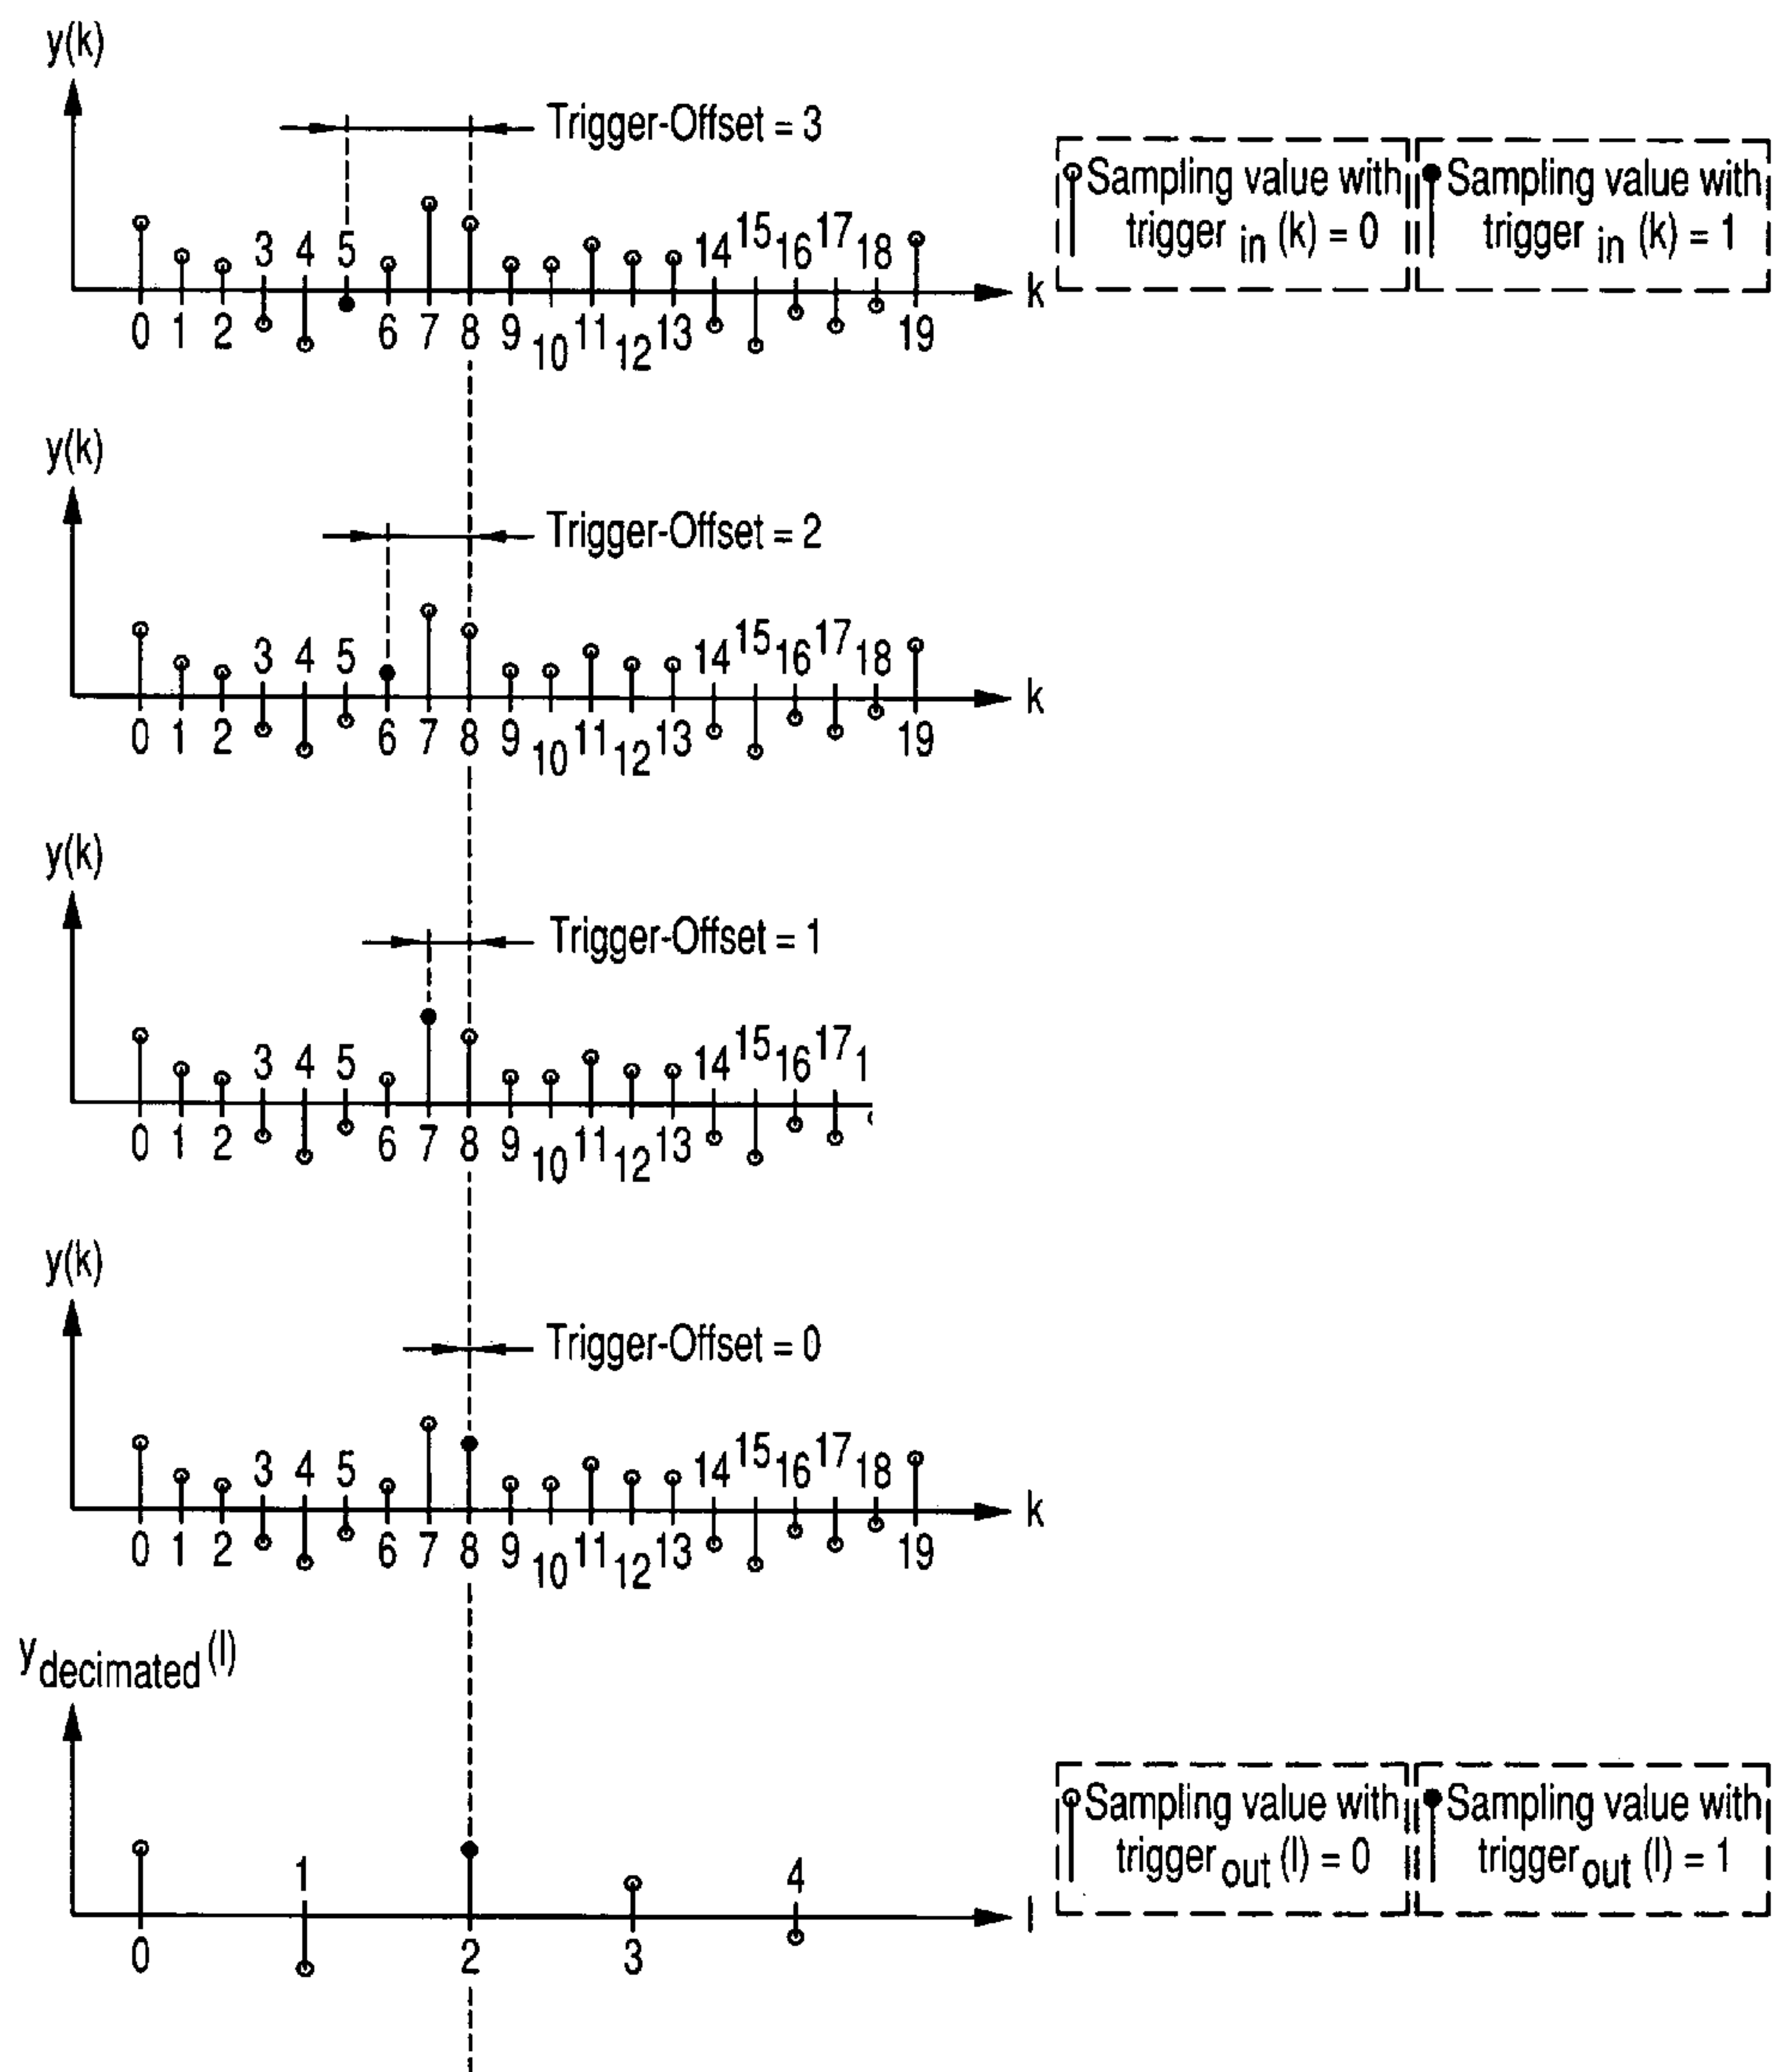 y(k)
Trigger-Offset = 3
Sampling value with
trigger in (k) = 0
Sampling value with
trigger in (k) = 1
3 4 5 14 15 16 17 18
k
0 1 2 6 7 8 9 10 11 12 13 19
y(k)
Trigger-Offset = 2
3 4 5 14 15 16 17 18
k
0 1 2 6 7 8 9 10 11 12 13 19
y(k)
Trigger-Offset = 1
3 4 5 14 15 16 17 1
0 1 2 6 7 8 9 10 11 12 13
y(k)
Trigger-Offset = 0
3 4 5 14 15 16 17 18
k
0 1 2 6 7 8 9 10 11 12 13 19
y decimated (l)
Sampling value with
trigger out (l) = 0
Sampling value with
trigger out (l) = 1
1 4
l
0 2 3